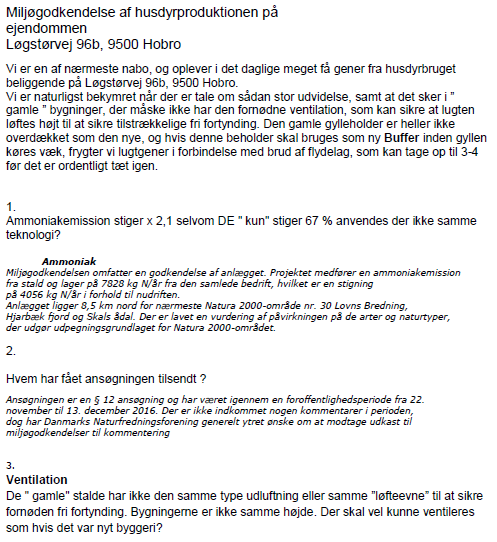 Miljøgodkendelse af husdyrproduktionen på
ejendommen
Løgstørvej 96b, 9500 Hobro
Vi er en af nærmeste nabo, og oplever i det daglige meget få gener fra husdyrbruget
beliggende på Løgstørvej 96b, 9500 Hobro.
Vi er naturligst bekymret når der er tale om sådan stor udvidelse, samt at det sker i ”
gamle ” bygninger, der måske ikke har den fornødne ventilation, som kan sikre at lugten
løftes højt til at sikre tilstrækkelige fri fortynding. Den gamle gylleholder er heller ikke
overdækket som den nye, og hvis denne beholder skal bruges som ny Buffer inden gyllen
køres væk, frygter vi lugtgener i forbindelse med brud af flydelag, som kan tage op til 3-4
før det er ordentligt tæt igen.
1.
Ammoniakemission stiger x 2,1 selvom DE " kun" stiger 67 % anvendes der ikke samme
teknologi?
Ammoniak
Miljøgodkendelsen omfatter en godkendelse af anlægget. Projektet medfører en ammoniakemission
fra stald og lager på 7828 kg N/år fra den samlede bedrift, hvilket er en stigning
på 4056 kg N/år i forhold til nudriften.
Anlægget ligger 8,5 km nord for nærmeste Natura 2000-område nr. 30 Lovns Bredning,
Hjarbæk fjord og Skals ådal. Der er lavet en vurdering af påvirkningen på de arter og naturtyper,
der udgør udpegningsgrundlaget for Natura 2000-området.
2.
Hvem har fået ansøgningen tilsendt ?
Ansøgningen er en § 12 ansøgning og har været igennem en foroffentlighedsperiode fra 22.
november til 13. december 2016. Der er ikke indkommet nogen kommentarer i perioden,
dog har Danmarks Naturfredningsforening generelt ytret ønske om at modtage udkast til
miljøgodkendelser til kommentering
3.
Ventilation
De " gamle" stalde har ikke den samme type udluftning eller samme "løfteevne" til at sikre
fornøden fri fortynding. Bygningerne er ikke samme højde. Der skal vel kunne ventileres
som hvis det var nyt byggeri?